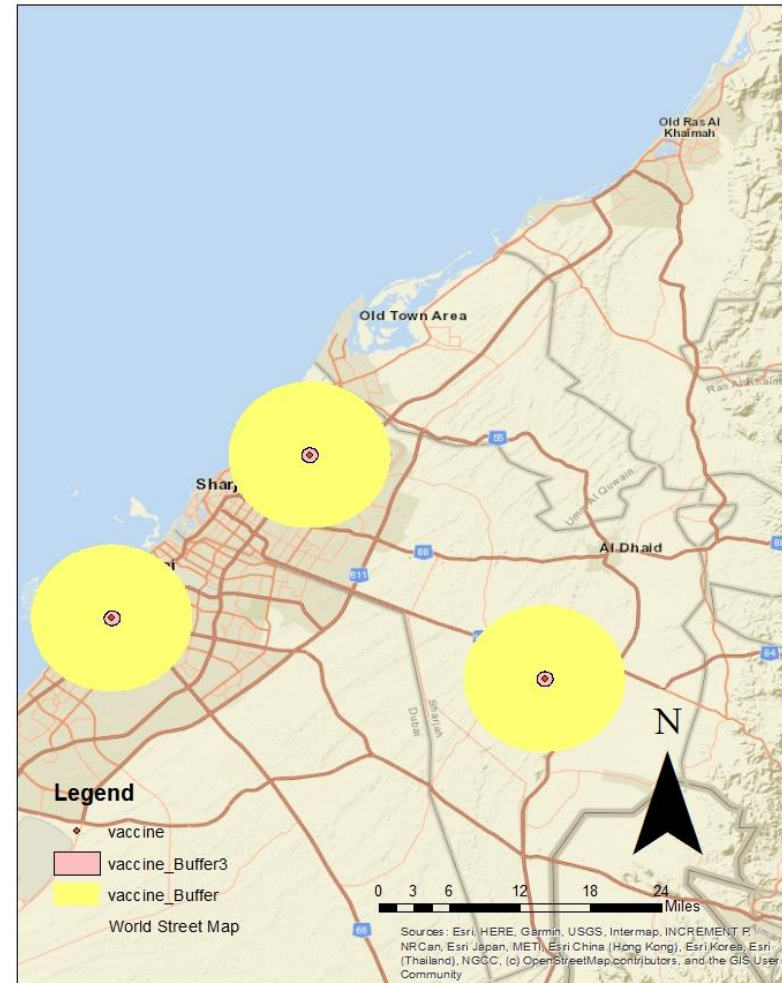 Old Ras Al
Khaimah
Old Town Area
Ras Al Khaim
55
Sharj
Umm Al Quwain
88
Al Dhaid
611
ai
84
Sharjah
Dubai
N
Legend
vaccine
vaccine_Buffer3
vaccine_Buffer
World Street Map
0 3 6 12 18 24
Miles
66
Sources: Esri, HERE, Garmin, USGS, Intermap, INCREMENT P,
NRCan, Esri Japan, METI, Esri China (Hong Kong), Esri Korea, Esri
(Thailand), NGCC, (c) OpenStreetMap contributors, and the GIS User
Community